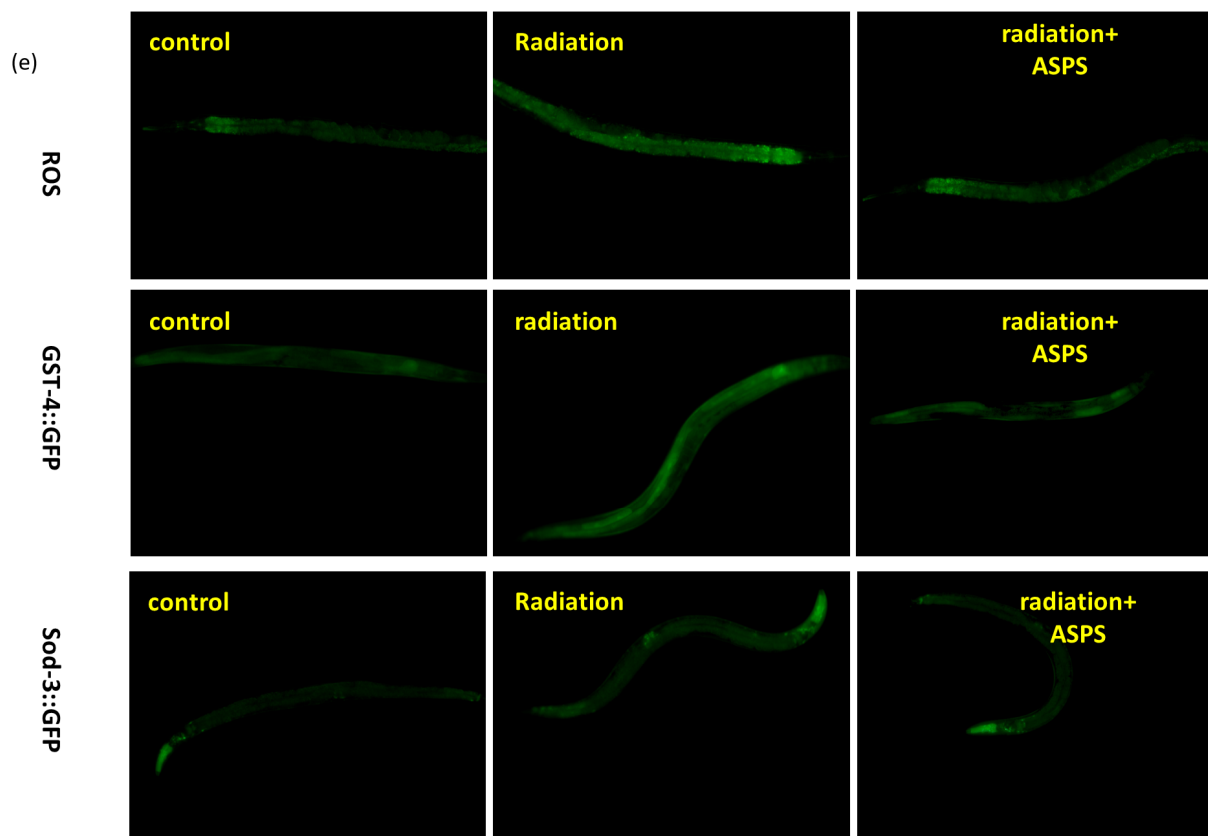 (e)
control
Radiation
radiation+
ASPS
ROS
control
radiation
radiation+
ASPS
GST-4::GFP
control
Radiation
radiation+
ASPS
Sod-3::GFP